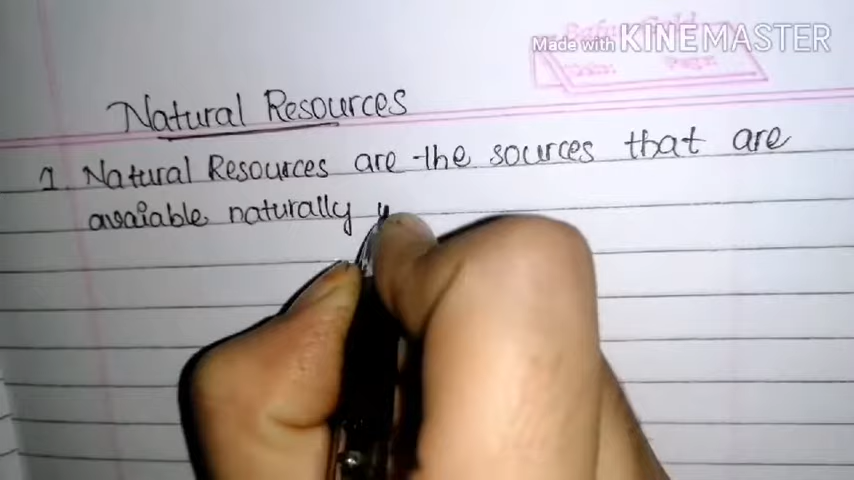 Made with KINEMASTER
Natural Resources
1. Natural Resources are the sources that are
avaiable naturally